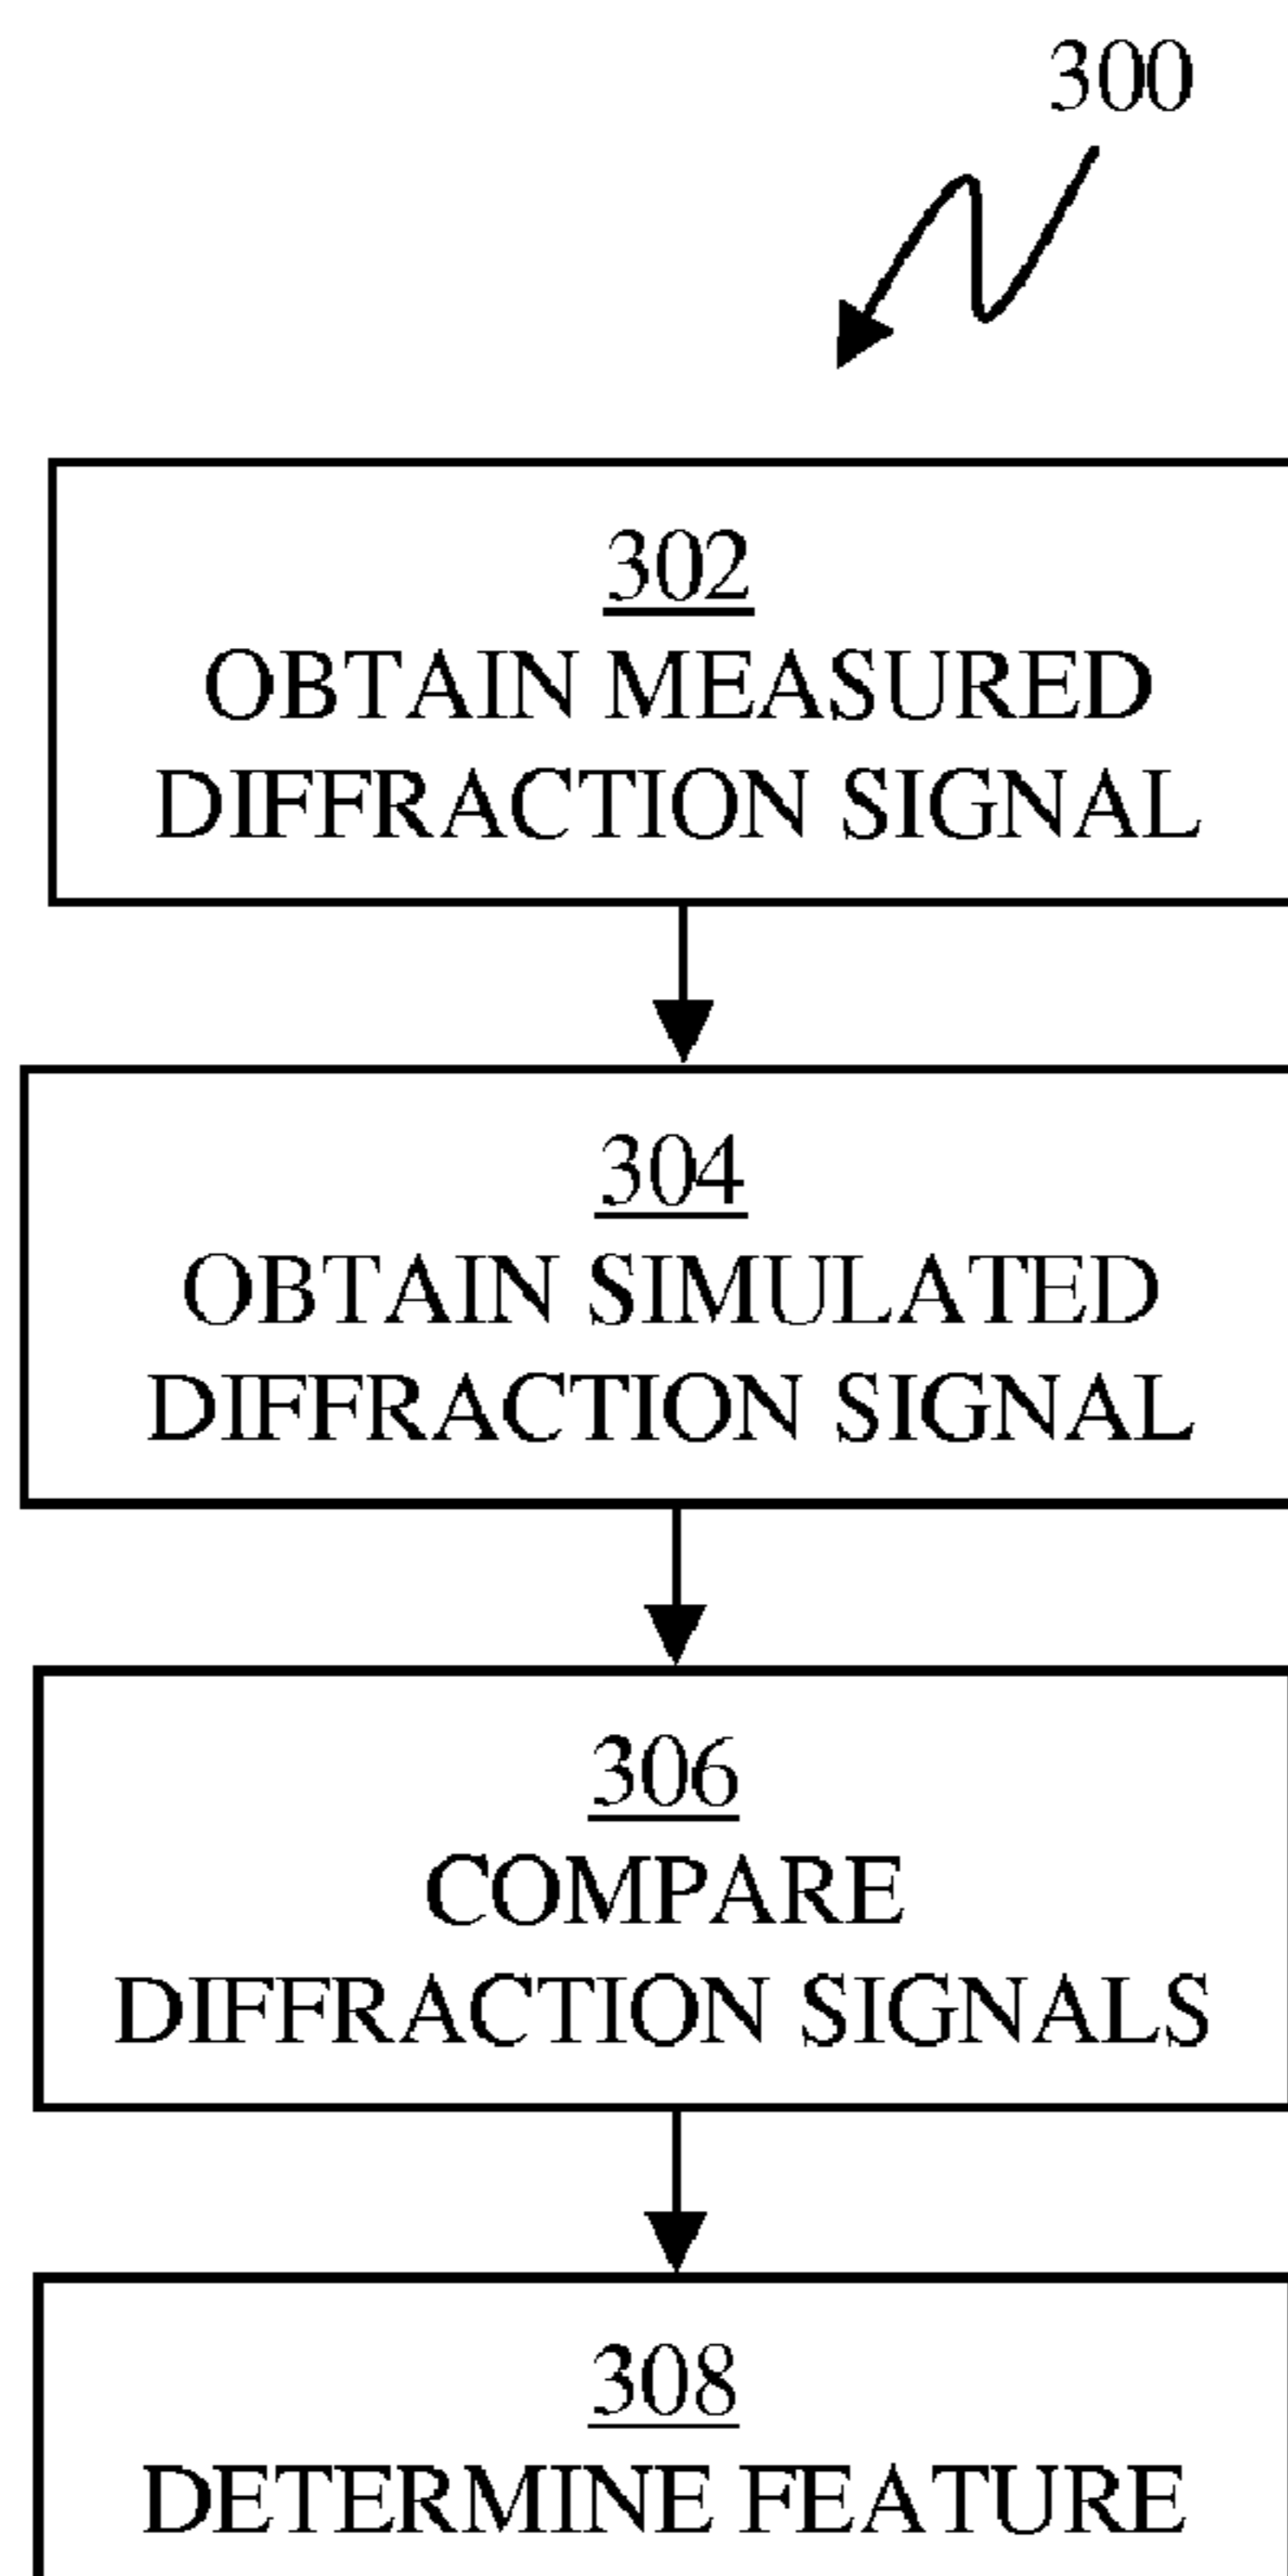 300
302
OBTAIN MEASURED
DIFFRACTION SIGNAL
304
OBTAIN SIMULATED
DIFFRACTION SIGNAL
306
COMPARE
DIFFRACTION SIGNALS
308
DETERMINE FEATURE